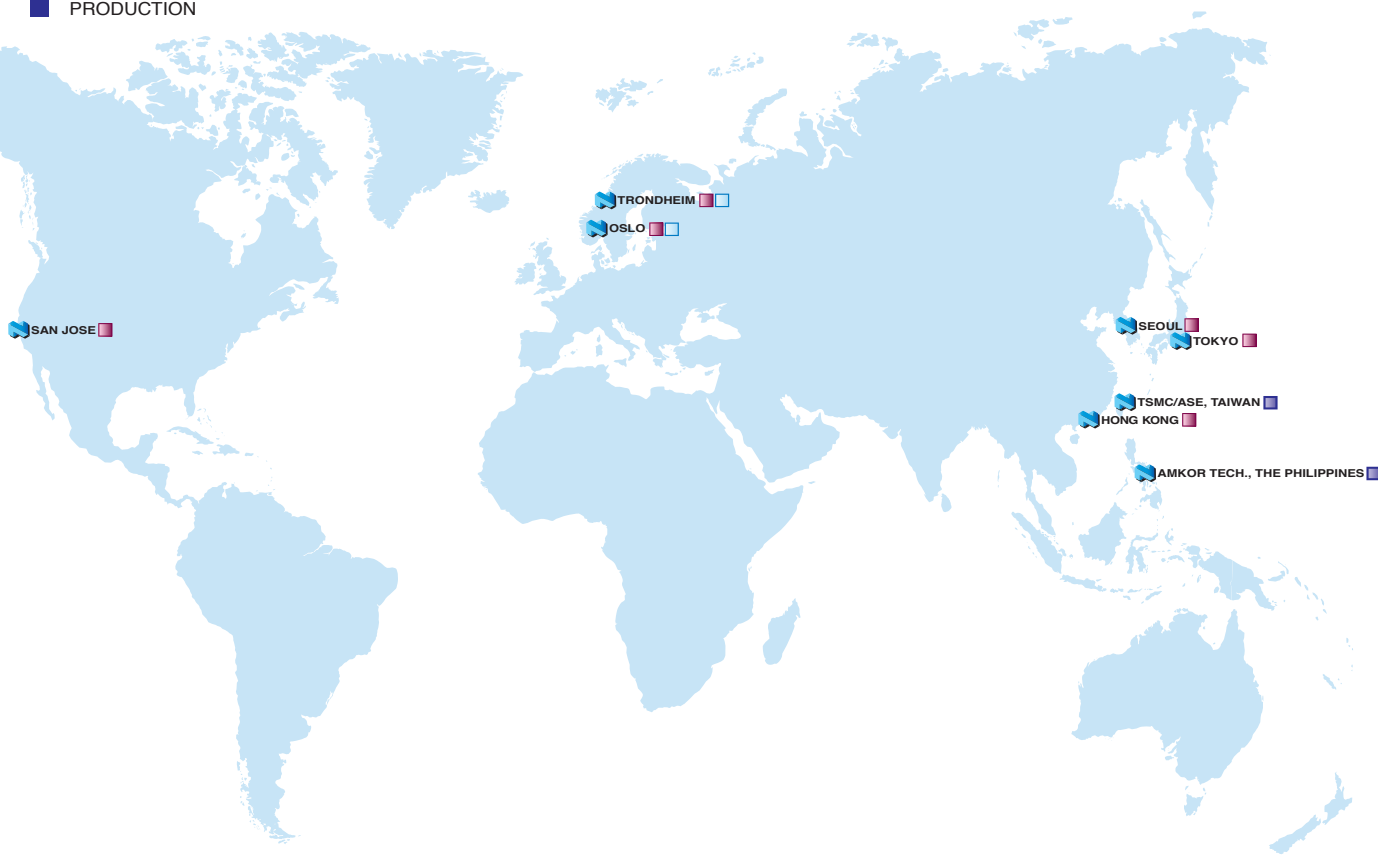 PRODUCTION
TRONDHEIM
OSLO
SAN JOSE
SEOUL
TOKYO
TSMC/ASE, TAIWAN
HONG KONG
AMKOR TECH., THE PHILIPPINES